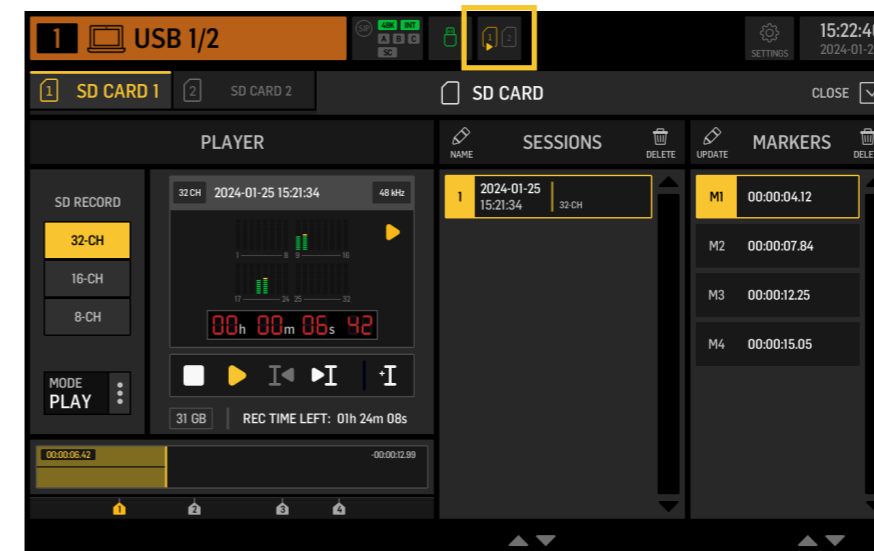 1 USB 1/2
SIP 48K INT
A B C
SC
1 2
SETTINGS
15:22:4
2024-01-2
1 SD CARD 1 2 SD CARD 2
SD CARD
CLOSE
PLAYER
NAME SESSIONS DELETE
UPDATE MARKERS DELE
SD RECORD
32-CH
16-CH
8-CH
MODE
PLAY
32 CH 2024-01-25 15:21:34 48 kHz
1 8 9 16
17 24 25 32
00h 00m 06s 42
31 GB REC TIME LEFT: 01h 24m 08s
00:00:06.42 -00:00:12.99
1 2 3 4
1 2024-01-25
15:21:34 32-CH
M1 00:00:04.12
M2 00:00:07.84
M3 00:00:12.25
M4 00:00:15.05